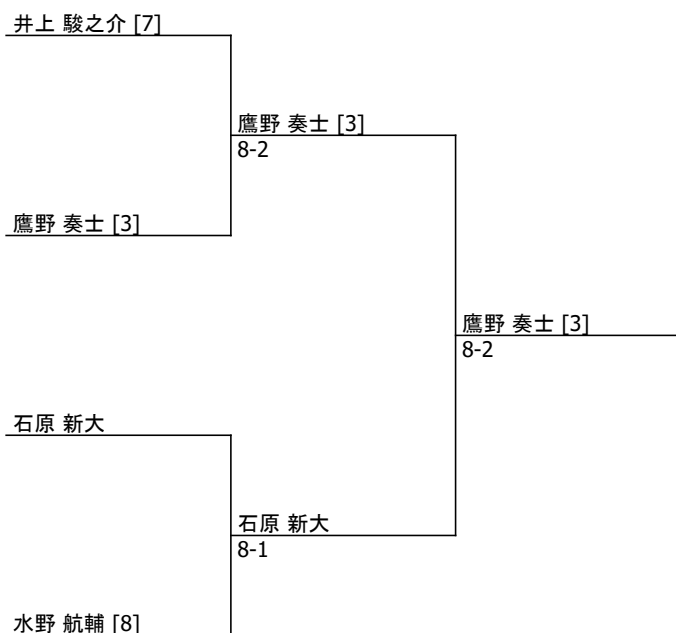 井上 駿之介 [7]
鷹野 奏士 [3]
8-2
鷹野 奏士 [3]
鷹野 奏士 [3]
8-2
石原 新大
石原 新大
8-1
水野 航輔 [8]